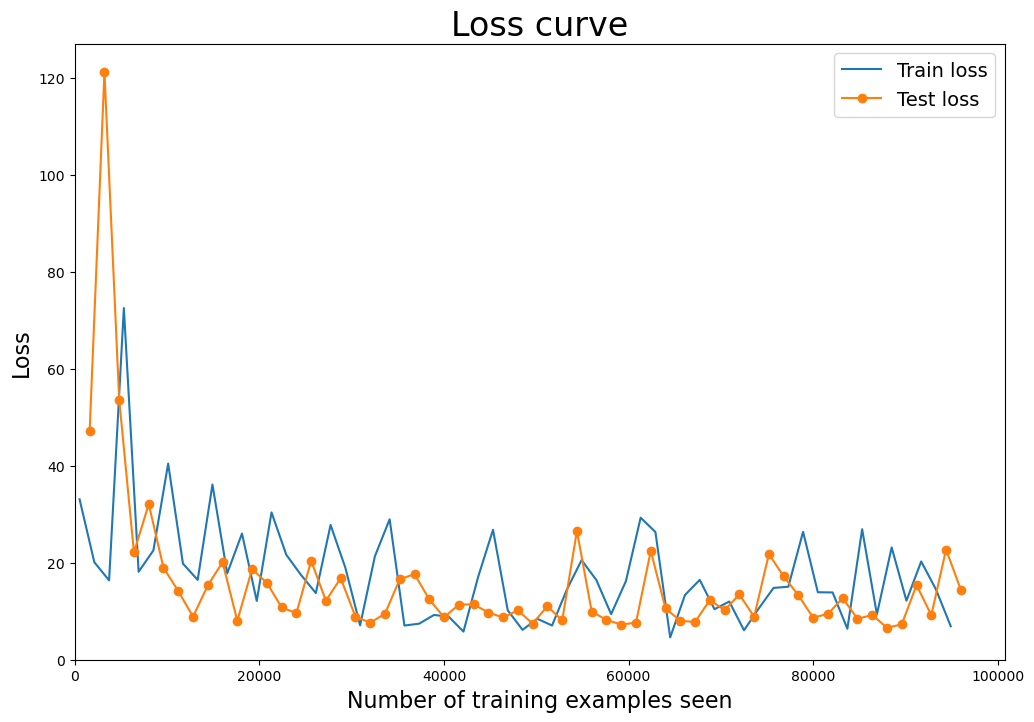 Loss curve
Train loss
Test loss
120
100
80
60
40
20
0
Loss
0 20000 40000 60000 80000 100000
Number of training examples seen